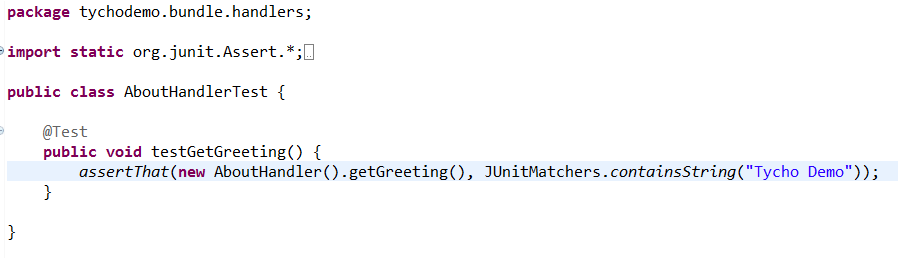 package tychodemo.bundle.handlers;
import static org.junit.Assert.*;
public class AboutHandlerTest {
@Test
public void testGetGreeting() {
assertThat(new AboutHandler().getGreeting(), JUnitMatchers.containsString("Tycho Demo"));
}
}